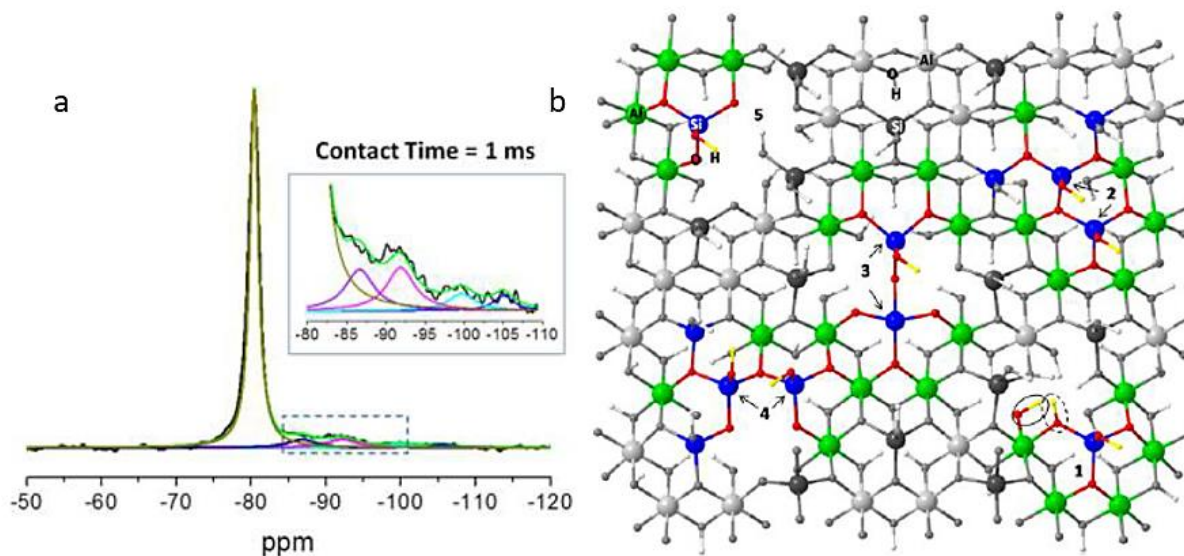 a
Contact Time = 1 ms
-80 -85 -90 -95 -100 -105 -110
-50 -60 -70 -80 -90 -100 -110 -120
ppm
b
Al
O
H
Si
5
Al
Si
O H
2
3
4
1